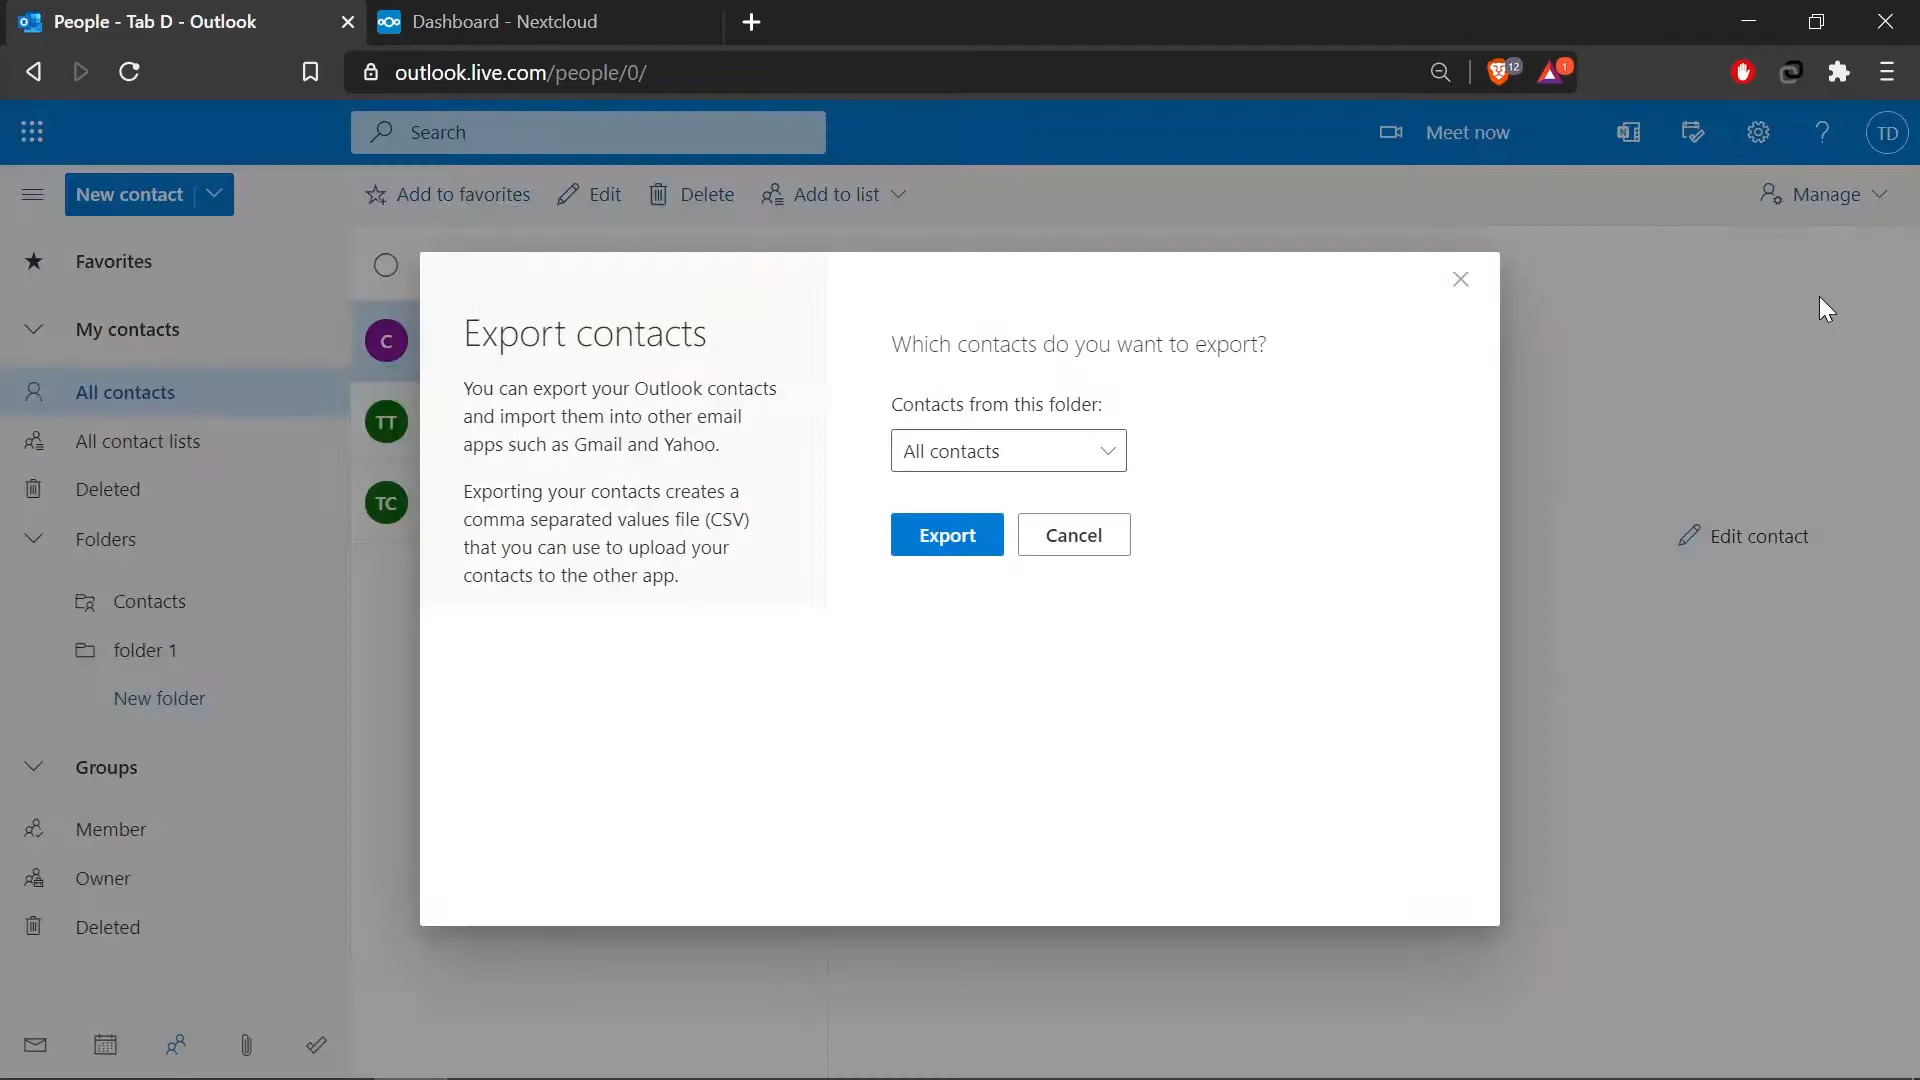 People - Tab D - Outlook
Dashboard - Nextcloud
outlook.live.com/people/0/
12
1
Search
Meet now
TD
New contact
Add to favorites
Edit
Delete
Add to list
Manage
Favorites
My contacts
All contacts
All contact lists
Deleted
Folders
Contacts
folder 1
New folder
Groups
Member
Owner
Deleted
C
TT
TC
Export contacts
You can export your Outlook contacts
and import them into other email
apps such as Gmail and Yahoo.
Exporting your contacts creates a
comma separated values file (CSV)
that you can use to upload your
contacts to the other app.
Which contacts do you want to export?
Contacts from this folder:
All contacts
Export
Cancel
Edit contact